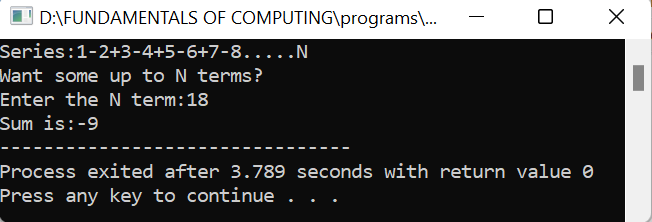 D:\FUNDAMENTALS OF COMPUTING\programs\...
Series:1-2+3-4+5-6+7-8.....N
Want some up to N terms?
Enter the N term:18
Sum is:-9
--------------------------------
Process exited after 3.789 seconds with return value 0
Press any key to continue . . .